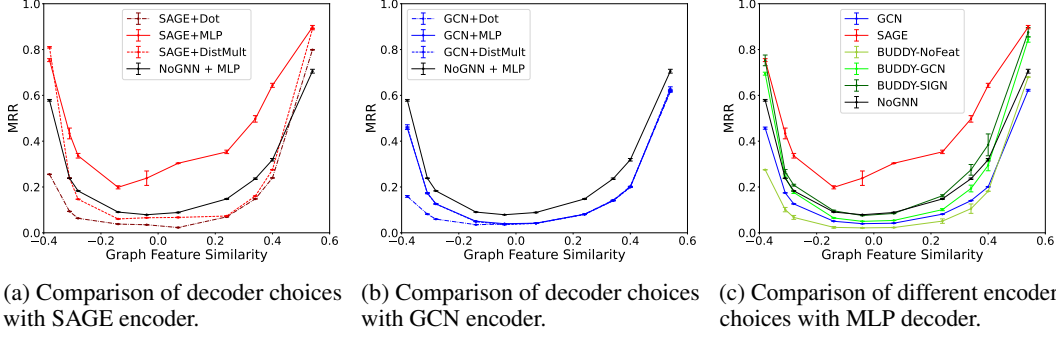 MRR
1.0
0.8
0.6
0.4
0.2
0.0
−0.4 −0.2 0.0 0.2 0.4 0.6
Graph Feature Similarity
SAGE+Dot
SAGE+MLP
SAGE+DistMult
NoGNN + MLP
(a) Comparison of decoder choices
with SAGE encoder.
MRR
1.0
0.8
0.6
0.4
0.2
0.0
−0.4 −0.2 0.0 0.2 0.4 0.6
Graph Feature Similarity
GCN+Dot
GCN+MLP
GCN+DistMult
NoGNN + MLP
(b) Comparison of decoder choices
with GCN encoder.
MRR
1.0
0.8
0.6
0.4
0.2
0.0
−0.4 −0.2 0.0 0.2 0.4 0.6
Graph Feature Similarity
GCN
SAGE
BUDDY-NoFeat
BUDDY-GCN
BUDDY-SIGN
NoGNN
(c) Comparison of different encoder
choices with MLP decoder.